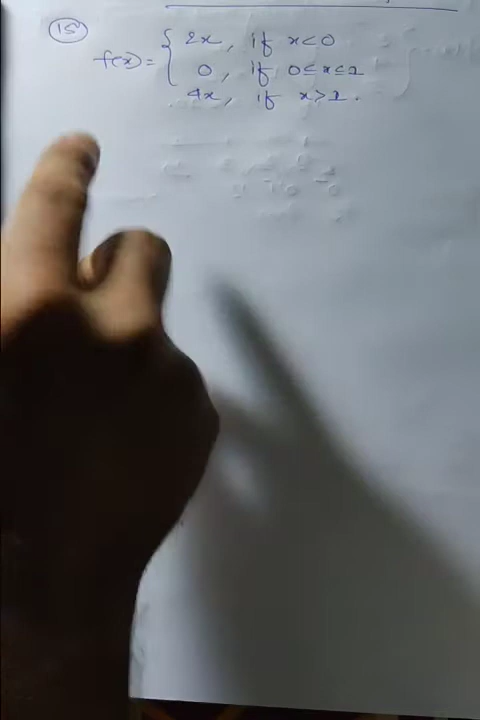 15
2x, if x<0
f(x) = { 0, if 0≤x≤1
4x, if x>1.